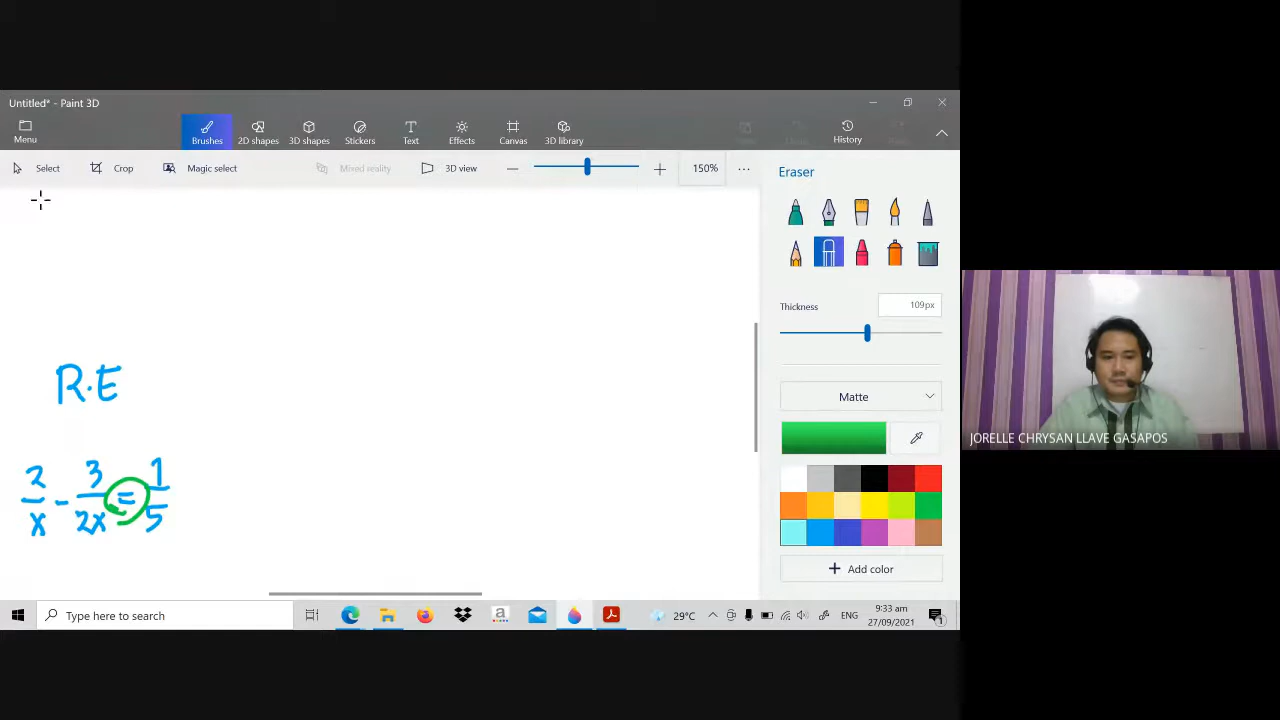 Untitled* - Paint 3D
Menu
Brushes
2D shapes
3D shapes
Stickers
Text
Effects
Canvas
3D library
History
Select
Crop
Magic select
Mixed reality
3D view
150%
Eraser
Thickness
109px
Matte
Add color
R.E
2/x - 3/2x = 1/5
JORELLE CHRYSAN LLAVE GASAPOS
Type here to search
29°C
ENG
9:33 am
27/09/2021